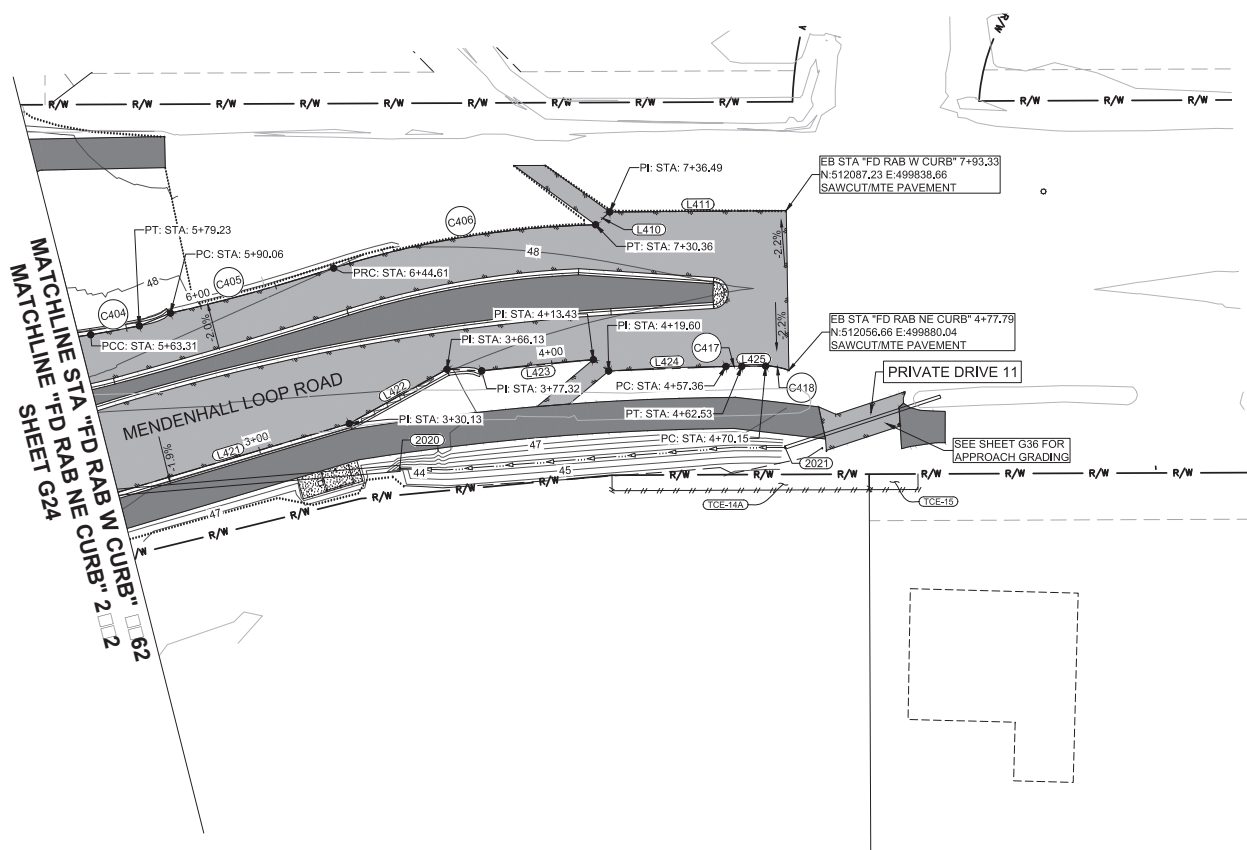 R/W R/W R/W R/W R/W R/W R/W R/W
R/W
R/W R/W R/W
EB STA "FD RAB W CURB" 7+93.33
N:512087.23 E:499838.66
SAWCUT/MTE PAVEMENT
PI: STA: 7+36.49
L411
L410
PT: STA: 7+30.36
C406
PT: STA: 5+79.23
PC: STA: 5+90.06
C405
PRC: STA: 6+44.61
48
48
6+00
C404
PCC: STA: 5+63.31
-2.0%
-2.2%
-2.2%
PI: STA: 4+13.43
PI: STA: 4+19.60
EB STA "FD RAB NE CURB" 4+77.79
N:512056.66 E:499880.04
SAWCUT/MTE PAVEMENT
PI: STA: 3+66.13
4+00
C417
L423
L424
L425
PI: STA: 3+77.32
PC: STA: 4+57.36
C418
PT: STA: 4+62.53
PRIVATE DRIVE 11
MENDENHALL LOOP ROAD
L422
PI: STA: 3+30.13
PC: STA: 4+70.15
SEE SHEET G36 FOR
APPROACH GRADING
3+00
L421
-1.9%
2020
47
44
45
2021
47
R/W R/W R/W R/W R/W R/W R/W R/W R/W R/W R/W R/W
TCE-14A
TCE-15
MATCHLINE STA "FD RAB W CURB" 62
MATCHLINE "FD RAB NE CURB" 2 2
SHEET G24